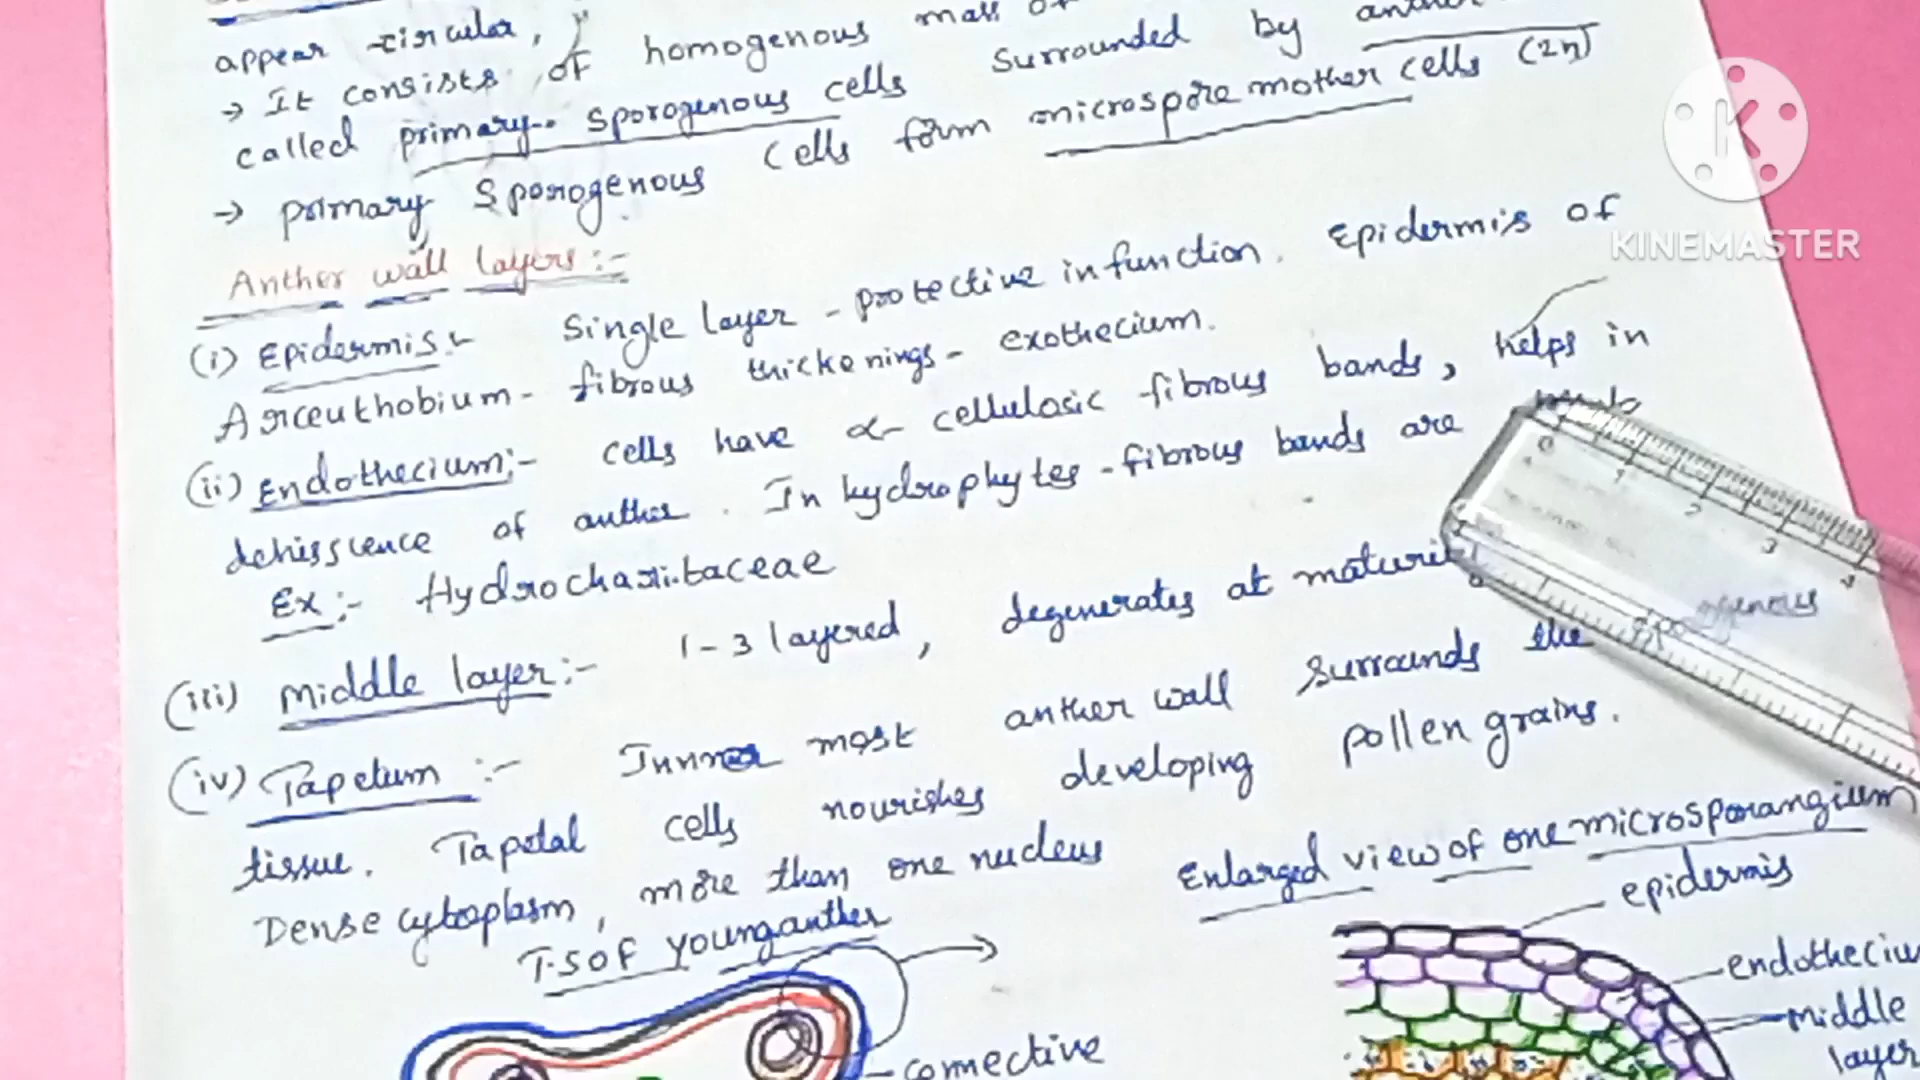 appear circular,
→ It consists of homogenous mass of
called primary sporogenous cells surrounded by
→ primary sporogenous cells form microspore mother cells (2n)
Anther wall layers:-
(i) Epidermis:- Single layer - protective in function. Epidermis of
Arceuthobium - fibrous thickenings - exothecium.
(ii) Endothecium:- cells have α- cellulosic fibrous bands, helps in
dehiscence of anther. In hydrophytes - fibrous bands are
Ex:- Hydrocharitaceae
(iii) Middle layer:- 1-3 layered, degenerates at maturity
(iv) Tapetum:- Inner most anther wall surrounds the
tissue. Tapetal cells nourishes developing pollen grains.
Dense cytoplasm, more than one nucleus
T.S OF young anther
connective
Enlarged view of one microsporangium
epidermis
endotheciu
middle
layer
K
KINEMASTER